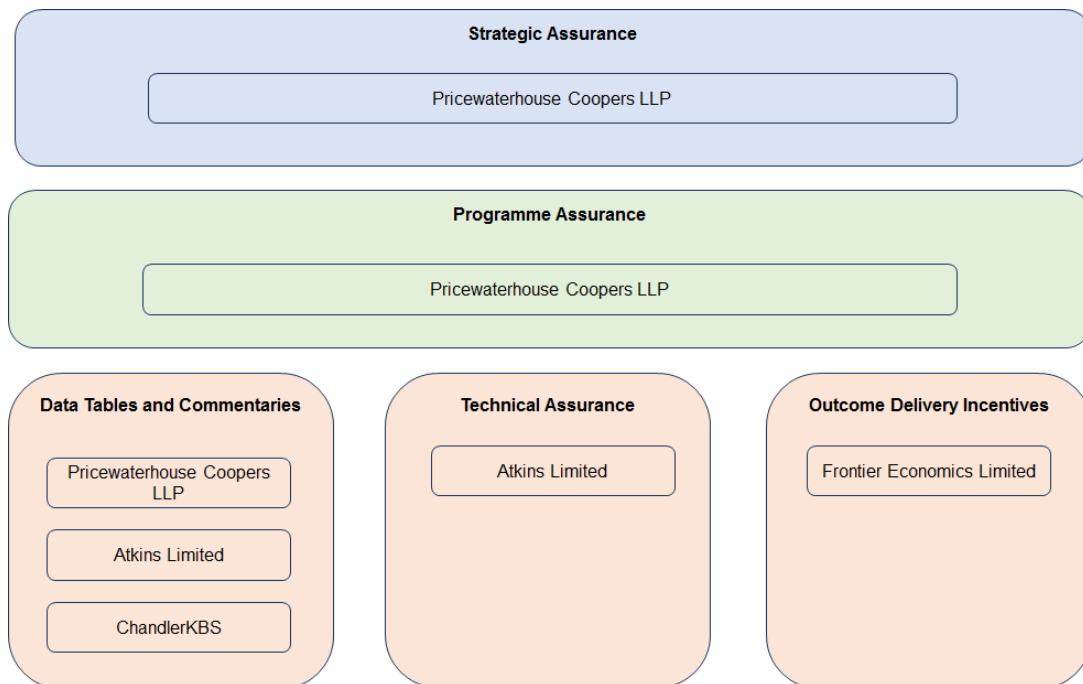 Strategic Assurance
Pricewaterhouse Coopers LLP
Programme Assurance
Pricewaterhouse Coopers LLP
Data Tables and Commentaries
Pricewaterhouse Coopers
LLP
Atkins Limited
ChandlerKBS
Technical Assurance
Atkins Limited
Outcome Delivery Incentives
Frontier Economics Limited